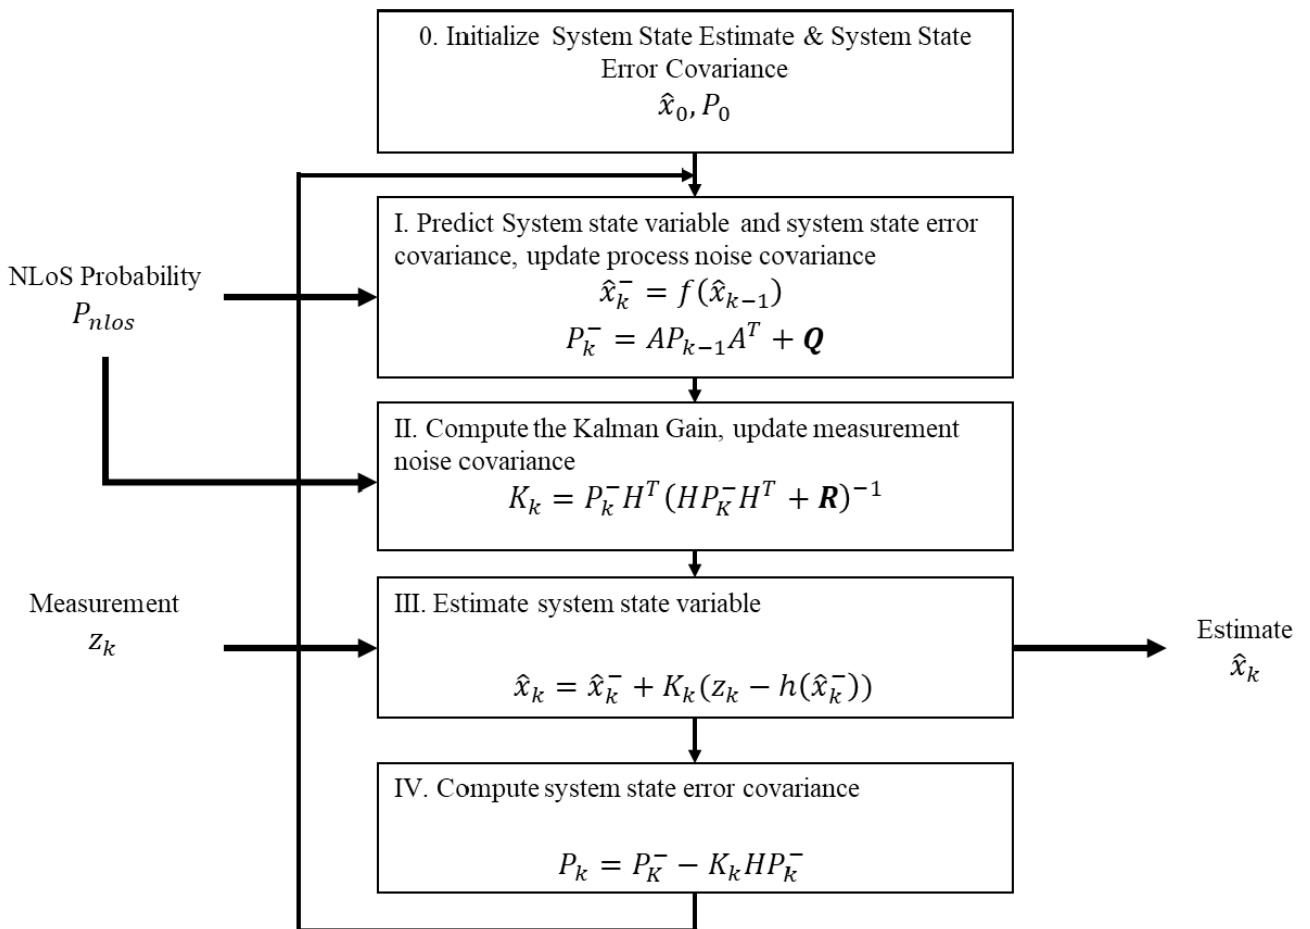 0. Initialize System State Estimate & System State
Error Covariance
x̂₀, P₀
I. Predict System state variable and system state error
covariance, update process noise covariance
x̂ₖ⁻ = f(x̂ₖ₋₁)
Pₖ⁻ = APₖ₋₁Aᵀ + Q
NLoS Probability
Pₙₗₒₛ
II. Compute the Kalman Gain, update measurement
noise covariance
Kₖ = Pₖ⁻Hᵀ(HP_K⁻Hᵀ + R)⁻¹
Measurement
zₖ
III. Estimate system state variable
x̂ₖ = x̂ₖ⁻ + Kₖ(zₖ − h(x̂ₖ⁻))
Estimate
x̂ₖ
IV. Compute system state error covariance
Pₖ = P_K⁻ − KₖHPₖ⁻